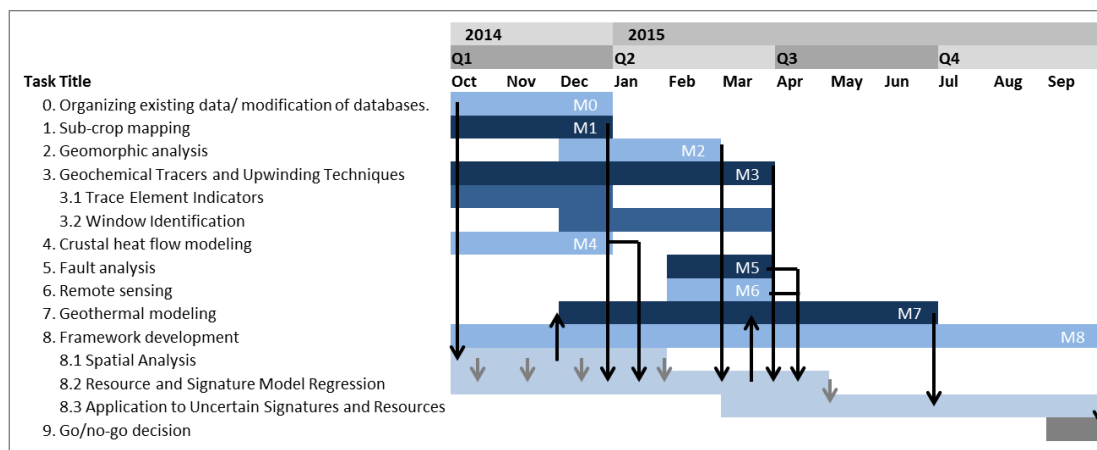 2014 2015
Q1 Q2 Q3 Q4
Task Title Oct Nov Dec Jan Feb Mar Apr May Jun Jul Aug Sep
0. Organizing existing data/ modification of databases. M0
1. Sub-crop mapping M1
2. Geomorphic analysis M2
3. Geochemical Tracers and Upwinding Techniques M3
3.1 Trace Element Indicators
3.2 Window Identification
4. Crustal heat flow modeling M4
5. Fault analysis M5
6. Remote sensing M6
7. Geothermal modeling M7
8. Framework development M8
8.1 Spatial Analysis
8.2 Resource and Signature Model Regression
8.3 Application to Uncertain Signatures and Resources
9. Go/no-go decision